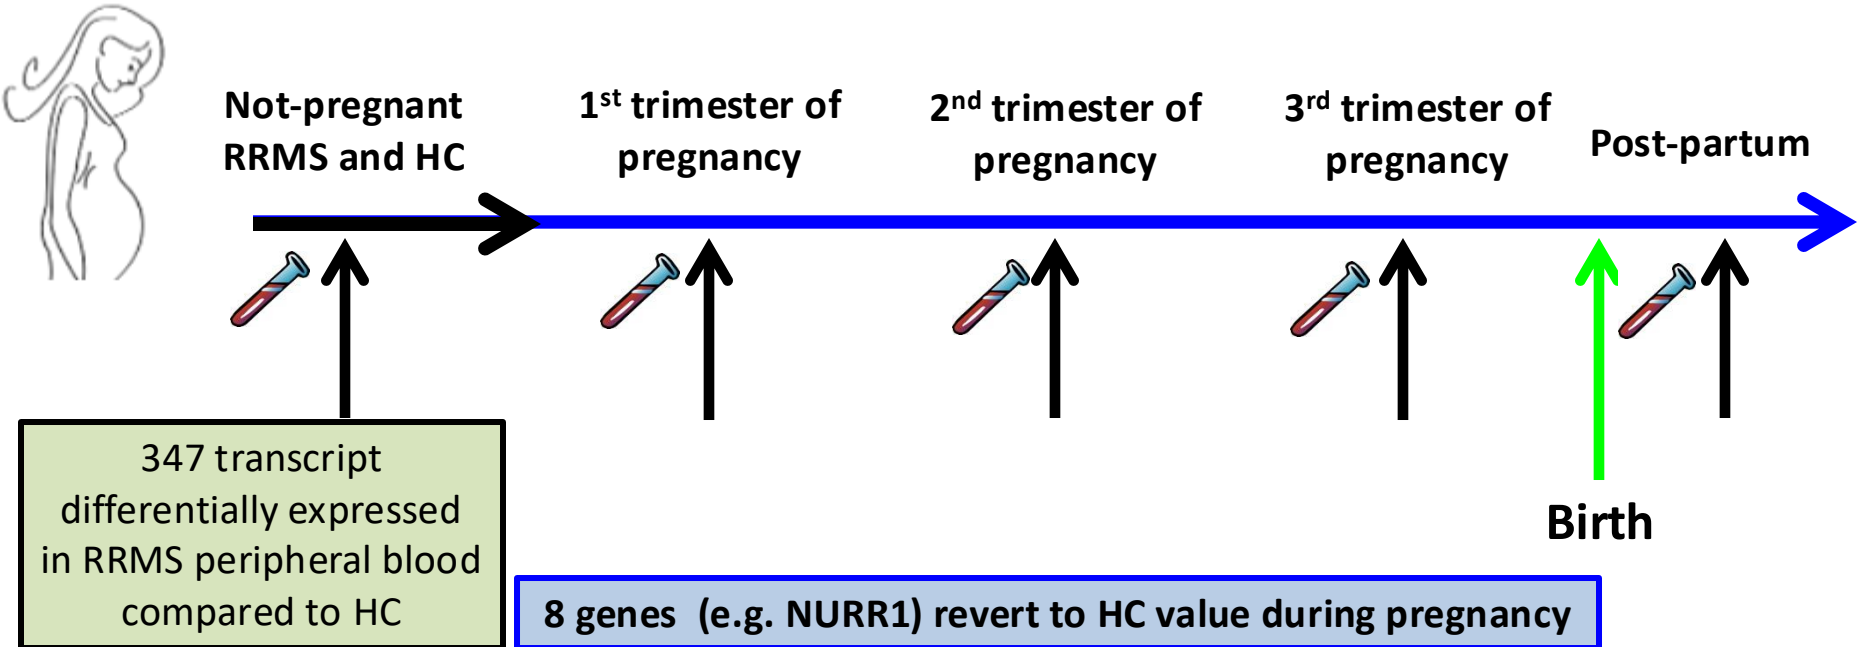 Not-pregnant
RRMS and HC
1st trimester of
pregnancy
2nd trimester of
pregnancy
3rd trimester of
pregnancy
Post-partum
347 transcript
differentially expressed
in RRMS peripheral blood
compared to HC
Birth
8 genes (e.g. NURR1) revert to HC value during pregnancy